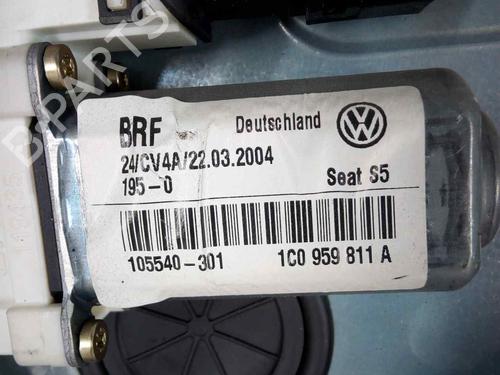 BRF Deutschland
24/CV4A/22.03.2004
195-0 Seat S5
105540-301 1C0 959 811 A
B-PARTS